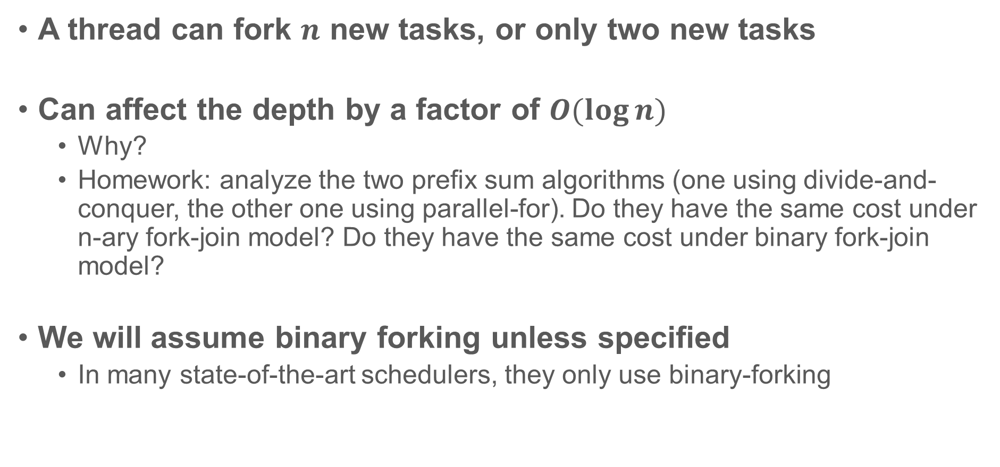 • A thread can fork n new tasks, or only two new tasks
• Can affect the depth by a factor of O(log n)
• Why?
• Homework: analyze the two prefix sum algorithms (one using divide-and-
conquer, the other one using parallel-for). Do they have the same cost under
n-ary fork-join model? Do they have the same cost under binary fork-join
model?
• We will assume binary forking unless specified
• In many state-of-the-art schedulers, they only use binary-forking